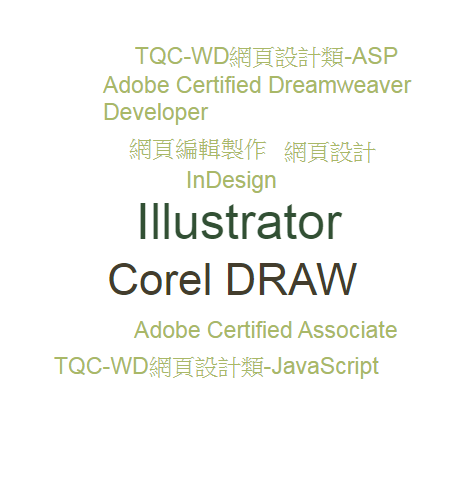 TQC-WD網頁設計類-ASP
Adobe Certified Dreamweaver
Developer
網頁編輯製作 網頁設計
InDesign
Illustrator
Corel DRAW
Adobe Certified Associate
TQC-WD網頁設計類-JavaScript